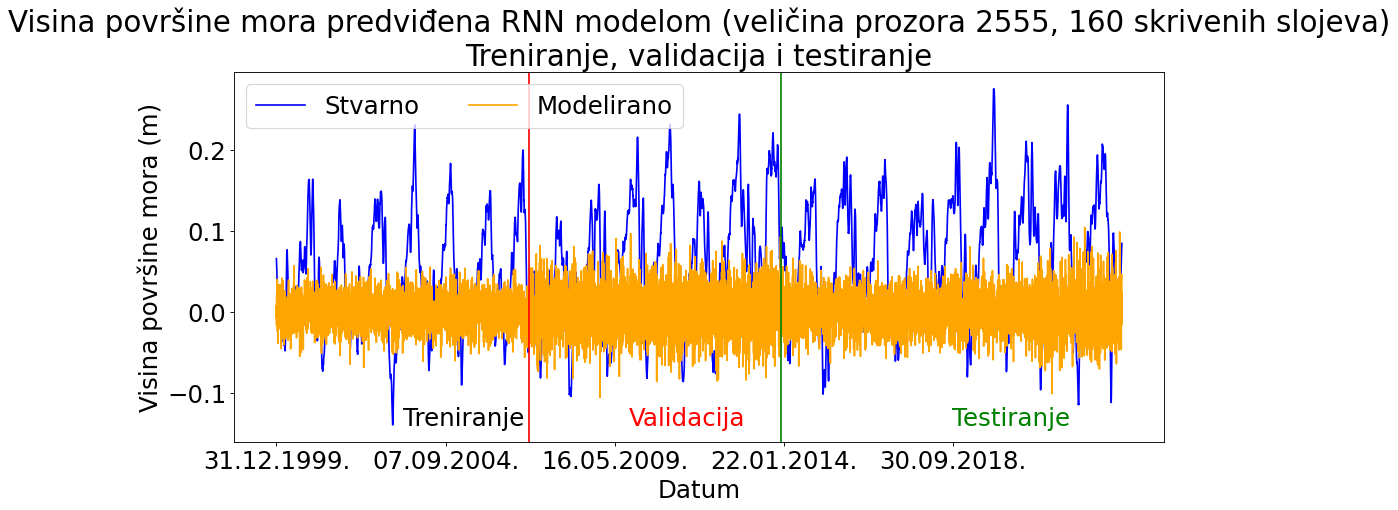 Visina površine mora predviđena RNN modelom (veličina prozora 2555, 160 skrivenih slojeva)
Treniranje, validacija i testiranje
Stvarno
Modelirano
Visina površine mora (m)
0.2
0.1
0.0
−0.1
Treniranje
Validacija
Testiranje
31.12.1999.
07.09.2004.
16.05.2009.
22.01.2014.
30.09.2018.
Datum